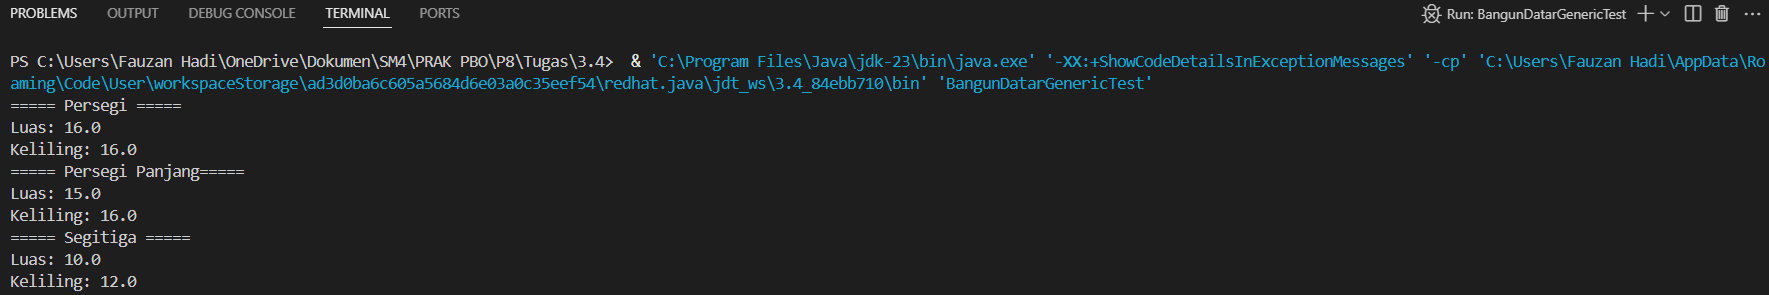 PROBLEMS OUTPUT DEBUG CONSOLE TERMINAL PORTS Run: BangunDatarGenericTest
PS C:\Users\Fauzan Hadi\OneDrive\Dokumen\SM4\PRAK PBO\P8\Tugas\3.4>  & 'C:\Program Files\Java\jdk-23\bin\java.exe' '-XX:+ShowCodeDetailsInExceptionMessages' '-cp' 'C:\Users\Fauzan Hadi\AppData\Ro
aming\Code\User\workspaceStorage\ad3d0ba6c605a5684d6e03a0c35eef54\redhat.java\jdt_ws\3.4_84ebb710\bin' 'BangunDatarGenericTest'
===== Persegi =====
Luas: 16.0
Keliling: 16.0
===== Persegi Panjang=====
Luas: 15.0
Keliling: 16.0
===== Segitiga =====
Luas: 10.0
Keliling: 12.0